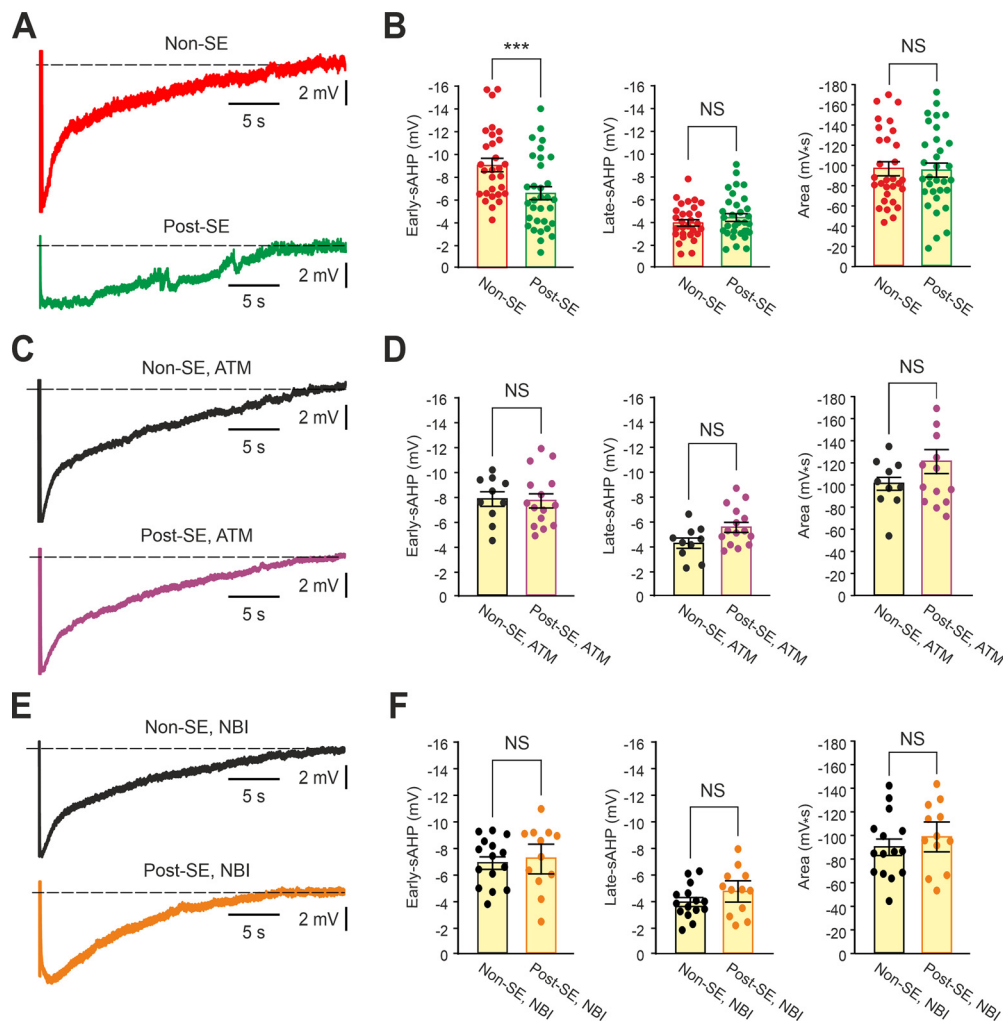 A
Non-SE
2 mV
5 s
Post-SE
2 mV
5 s
B
***
-16
-14
-12
-10
-8
-6
-4
-2
0
Early-sAHP (mV)
Non-SE
Post-SE
NS
-16
-14
-12
-10
-8
-6
-4
-2
0
Late-sAHP (mV)
Non-SE
Post-SE
NS
-180
-160
-140
-120
-100
-80
-60
-40
-200
0
Area (mV*s)
Non-SE
Post-SE
C
Non-SE, ATM
2 mV
5 s
Post-SE, ATM
2 mV
5 s
D
NS
-16
-14
-12
-10
-8
-6
-4
-2
0
Early-sAHP (mV)
Non-SE, ATM
Post-SE, ATM
NS
-16
-14
-12
-10
-8
-6
-4
-2
0
Late-sAHP (mV)
Non-SE, ATM
Post-SE, ATM
NS
-180
-160
-140
-120
-100
-80
-60
-40
-20
0
Area (mV*s)
Non-SE, ATM
Post-SE, ATM
E
Non-SE, NBI
2 mV
5 s
Post-SE, NBI
2 mV
5 s
F
NS
-16
-14
-12
-10
-8
-6
-4
-2
0
Early-sAHP (mV)
Non-SE, NBI
Post-SE, NBI
NS
-16
-14
-12
-10
-8
-6
-4
-2
0
Late-sAHP (mV)
Non-SE, NBI
Post-SE, NBI
NS
-180
-160
-140
-120
-100
-80
-60
-40
-20
0
Area (mV*s)
Non-SE, NBI
Post-SE, NBI